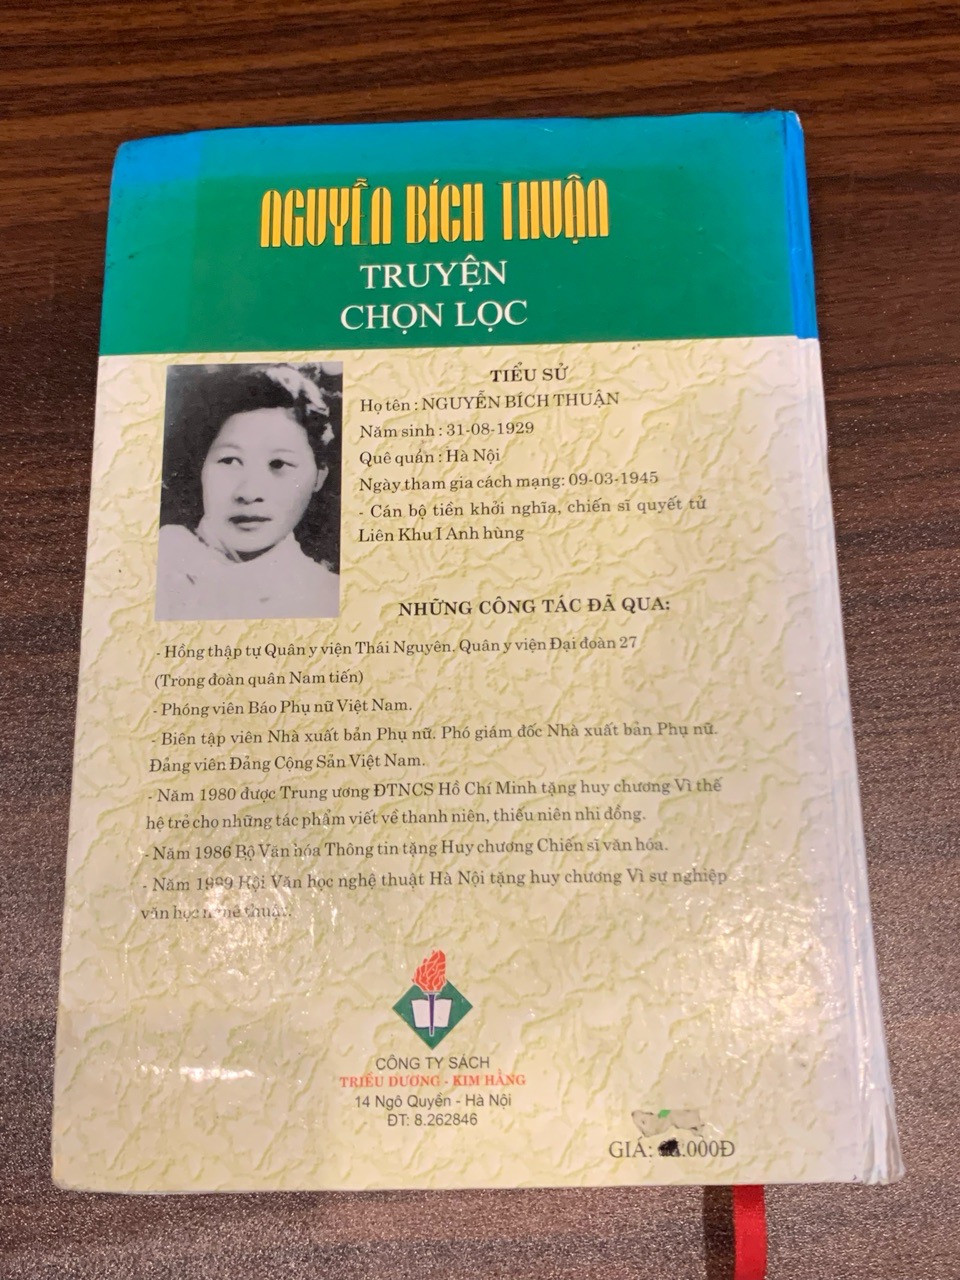 NGUYỄN BÍCH THUẬN
TRUYỆN
CHỌN LỌC
TIỂU SỬ
Họ tên : NGUYỄN BÍCH THUẬN
Năm sinh : 31-08-1929
Quê quán : Hà Nội
Ngày tham gia cách mạng: 09-03-1945
- Cán bộ tiền khởi nghĩa, chiến sĩ quyết tử
Liên Khu I Anh hùng
NHỮNG CÔNG TÁC ĐÃ QUA:
- Hồng thập tự Quân y viện Thái Nguyên. Quân y viện Đại đoàn 27
(Trong đoàn quân Nam tiến)
- Phóng viên Báo Phụ nữ Việt Nam.
- Biên tập viên Nhà xuất bản Phụ nữ. Phó giám đốc Nhà xuất bản Phụ nữ.
Đảng viên Đảng Cộng Sản Việt Nam.
- Năm 1980 được Trung ương ĐTNCS Hồ Chí Minh tặng huy chương Vì thế
hệ trẻ cho những tác phẩm viết về thanh niên, thiếu niên nhi đồng.
- Năm 1986 Bộ Văn hóa Thông tin tặng Huy chương Chiến sĩ văn hóa.
- Năm Hội Văn học nghệ thuật Hà Nội tặng huy chương Vì sự nghiệp
văn học nghệ thuật.
CÔNG TY SÁCH
TRIỀU DƯƠNG - KIM HẰNG
14 Ngô Quyền - Hà Nội
ĐT: 8.262846
GIÁ: .000Đ